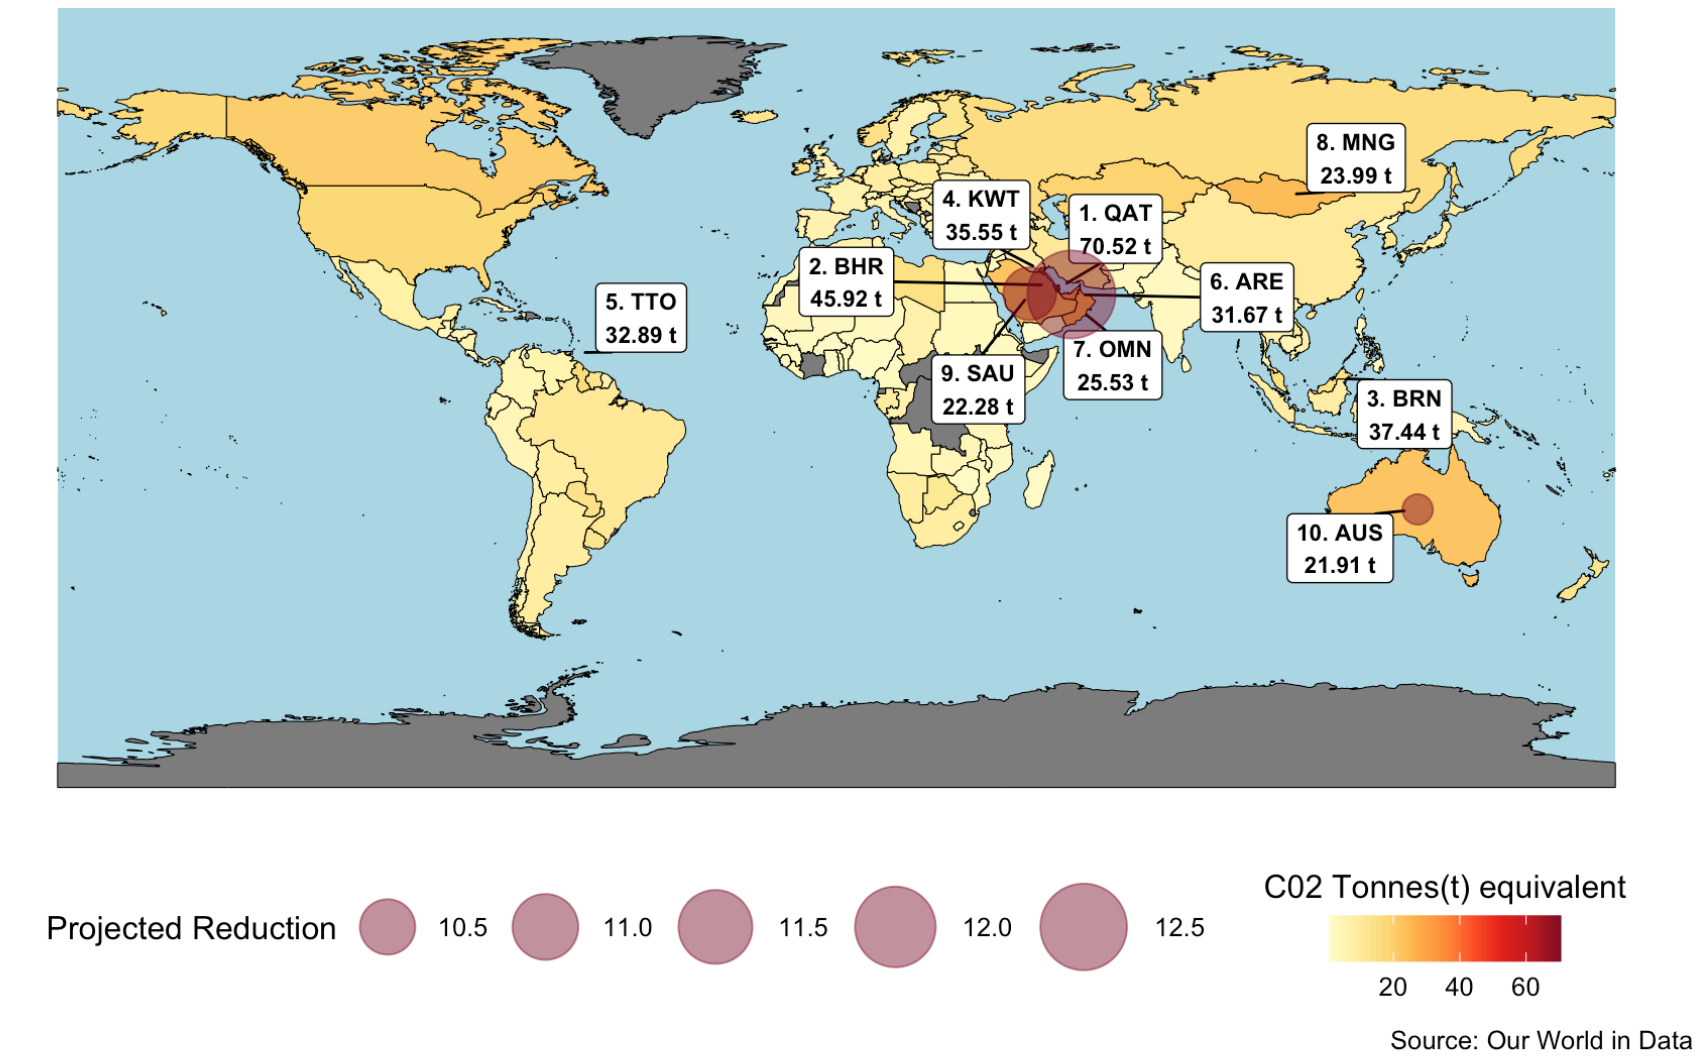 8. MNG
23.99 t
4. KWT
35.55 t
1. QAT
70.52 t
2. BHR
45.92 t
6. ARE
31.67 t
5. TTO
32.89 t
7. OMN
25.53 t
9. SAU
22.28 t
3. BRN
37.44 t
10. AUS
21.91 t
Projected Reduction
10.5
11.0
11.5
12.0
12.5
C02 Tonnes(t) equivalent
20
40
60
Source: Our World in Data